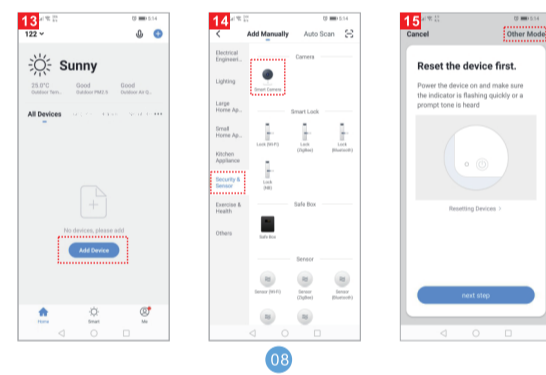 13
122
Sunny
20.0°C
Good
Good
Outdoor Tem..
Outdoor PM2.5
Outdoor Air Q..
All Devices
No devices, please add
Add Device
Home
Smart
Me
14
Add Manually
Auto Scan
Electrical
Engineeri..
Lighting
Large
Home Ap..
Small
Home Ap..
Kitchen
Appliance
Security &
Sensor
Exercise &
Health
Others
Camera
Smart Camera
Smart Lock
Lock (Wi-Fi)
Lock
(ZigBee)
Lock
(Bluetooth)
Lock
(NB)
Safe Box
Safe Box
Sensor
Sensor (Wi-Fi)
Sensor
(ZigBee)
Sensor
(Bluetooth)
15
Cancel
Other Mode
Reset the device first.
Power the device on and make sure
the indicator is flashing quickly or a
prompt tone is heard
Resetting Devices
next step
08